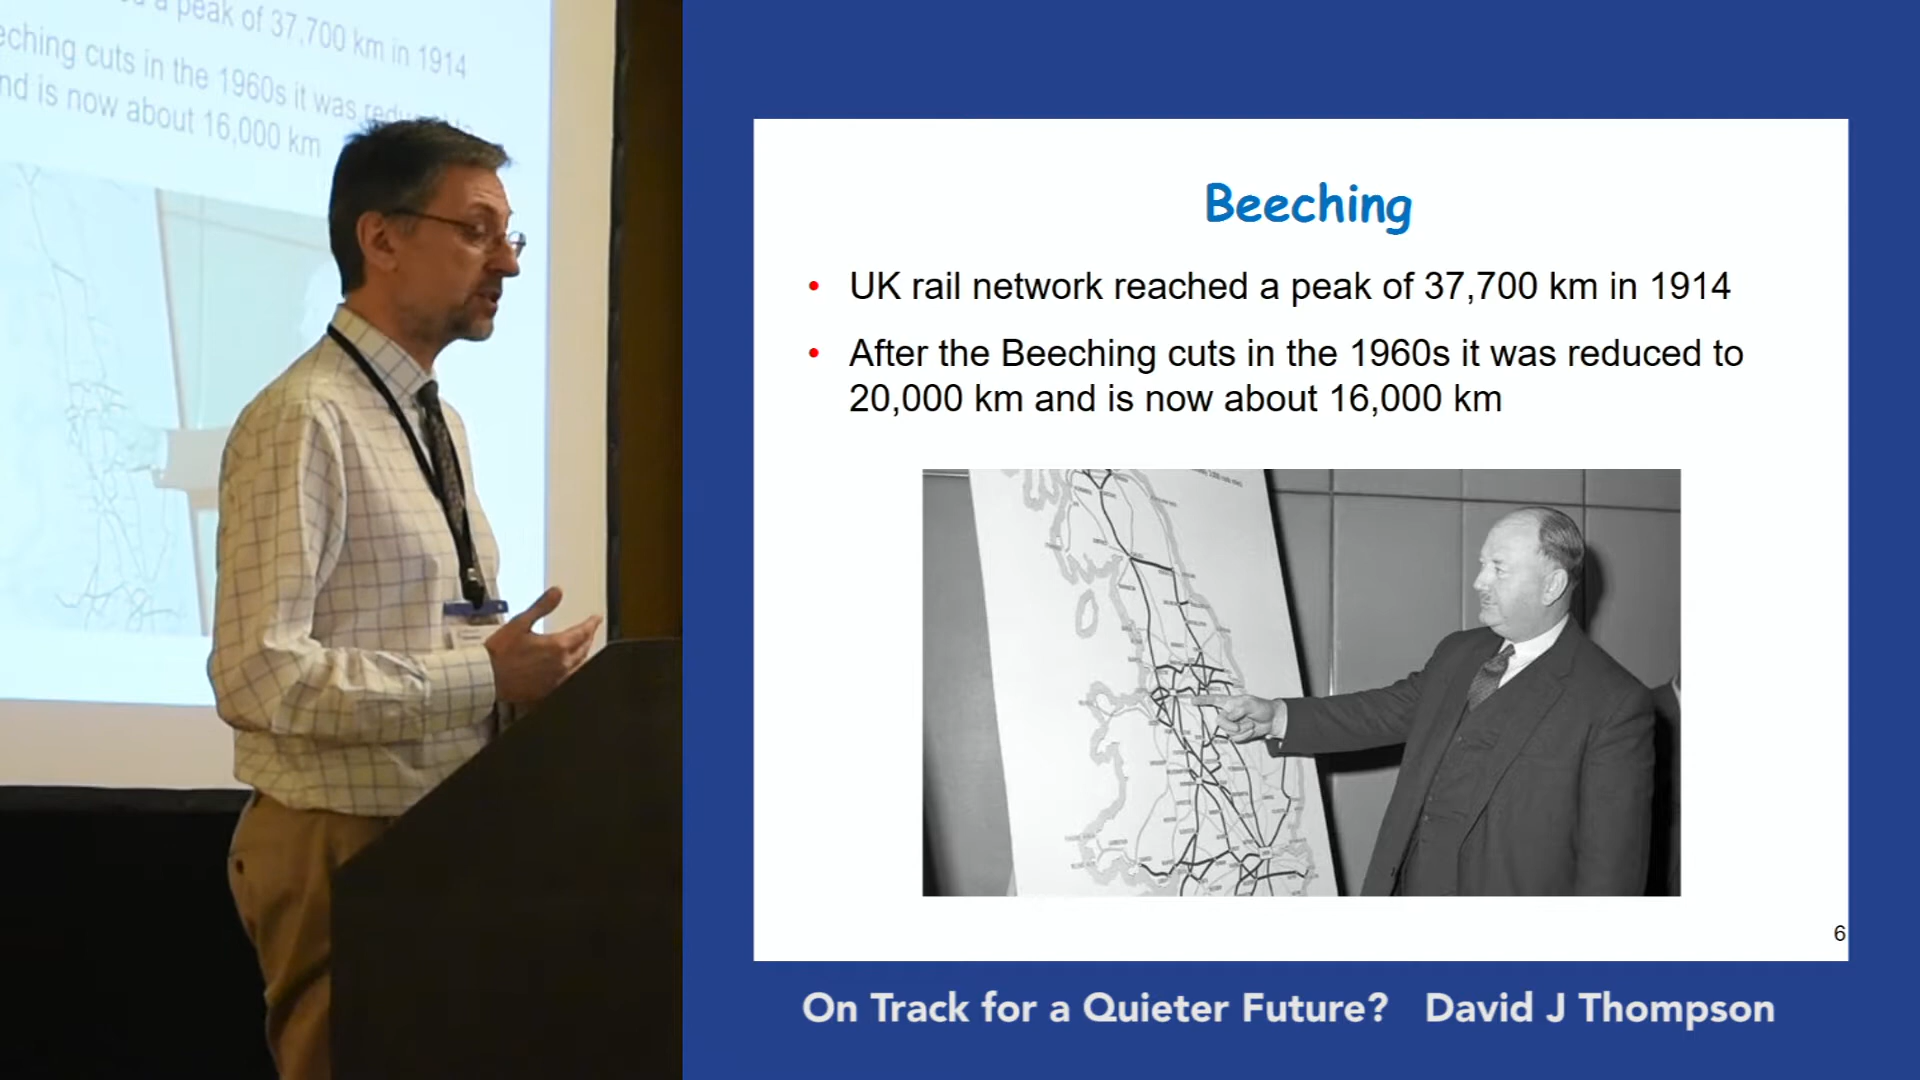 a peak of 37,700 km in 1914
eching cuts in the 1960s it was
nd is now about 16,000 km
Beeching
• UK rail network reached a peak of 37,700 km in 1914
• After the Beeching cuts in the 1960s it was reduced to
20,000 km and is now about 16,000 km
6
On Track for a Quieter Future? David J Thompson